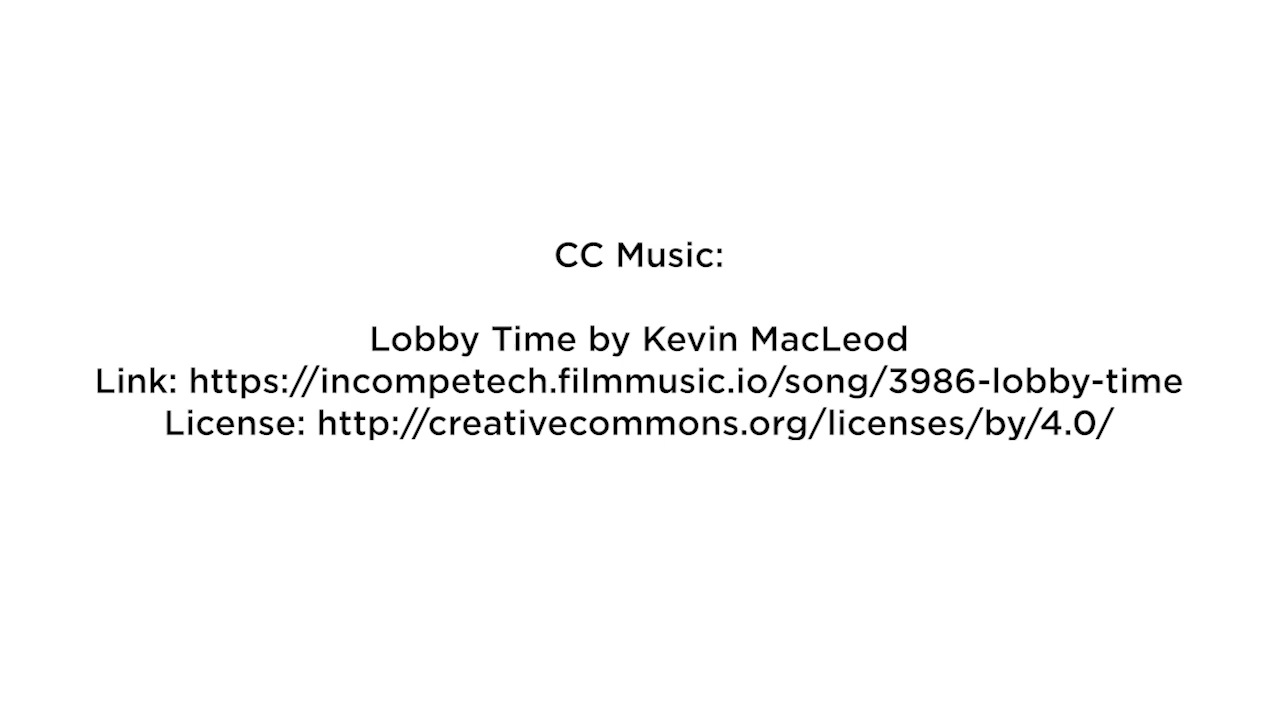 CC Music:
Lobby Time by Kevin MacLeod
Link: https://incompetech.filmmusic.io/song/3986-lobby-time
License: http://creativecommons.org/licenses/by/4.0/